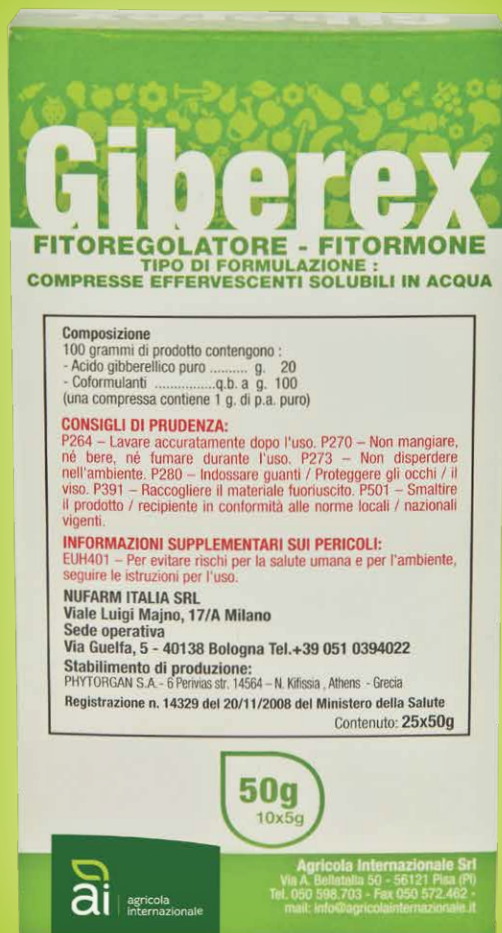 Giberex
FITOREGOLATORE - FITORMONE
TIPO DI FORMULAZIONE :
COMPRESSE EFFERVESCENTI SOLUBILI IN ACQUA
Composizione
100 grammi di prodotto contengono :
- Acido gibberellico puro .......... g. 20
- Coformulanti ................q.b. a g. 100
(una compressa contiene 1 g. di p.a. puro)
CONSIGLI DI PRUDENZA:
P264 – Lavare accuratamente dopo l'uso. P270 – Non mangiare,
né bere, né fumare durante l'uso. P273 – Non disperdere
nell'ambiente. P280 – Indossare guanti / Proteggere gli occhi / il
viso. P391 – Raccogliere il materiale fuoriuscito. P501 – Smaltire
il prodotto / recipiente in conformità alle norme locali / nazionali
vigenti.
INFORMAZIONI SUPPLEMENTARI SUI PERICOLI:
EUH401 – Per evitare rischi per la salute umana e per l'ambiente,
seguire le istruzioni per l'uso.
NUFARM ITALIA SRL
Viale Luigi Majno, 17/A Milano
Sede operativa
Via Guelfa, 5 - 40138 Bologna Tel.+39 051 0394022
Stabilimento di produzione:
PHYTORGAN S.A.- 6 Perivias str. 14564 – N. Kifissia , Athens - Grecia
Registrazione n. 14329 del 20/11/2008 del Ministero della Salute
Contenuto: 25x50g
50g
10x5g
ai
agricola
internazionale
Agricola Internazionale Srl
Via A. Bellatalla 50 - 56121 Pisa (PI)
Tel. 050 598.703 - Fax 050 572.462 -
mail: info@agricolainternazionale.it